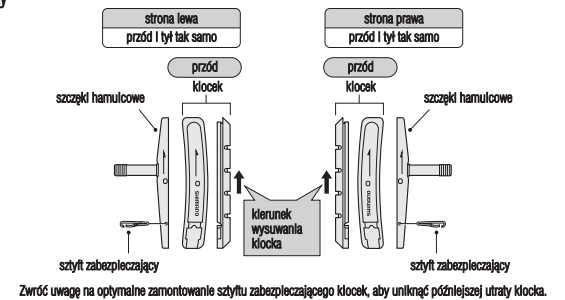 y
strona lewa
przód i tył tak samo
strona prawa
przód i tył tak samo
przód
przód
klocek
klocek
szczęki hamulcowe
szczęki hamulcowe
SHIMANO
SHIMANO
kierunek
wysuwania
klocka
sztyft zabezpieczający
sztyft zabezpieczający
Zwróć uwagę na optymalne zamontowanie sztyftu zabezpieczającego klocek, aby uniknąć późniejszej utraty klocka.